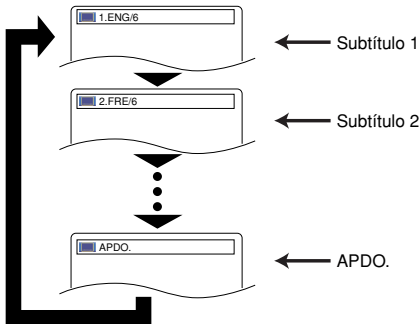 1.ENG/6
Subtítulo 1
2.FRE/6
Subtítulo 2
APDO.
APDO.